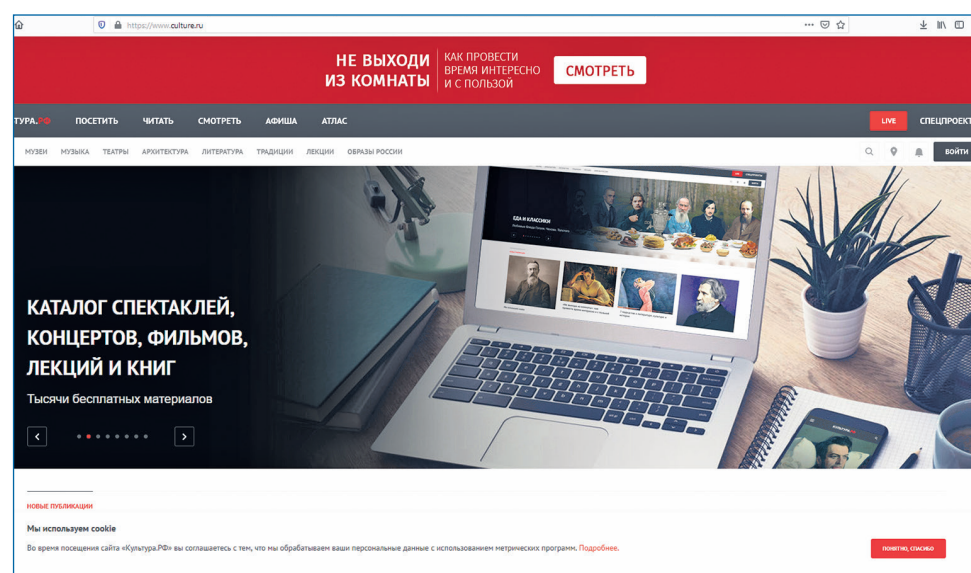 https://www.culture.ru
НЕ ВЫХОДИ
ИЗ КОМНАТЫ
КАК ПРОВЕСТИ
ВРЕМЯ ИНТЕРЕСНО
И С ПОЛЬЗОЙ
СМОТРЕТЬ
ТУРА.РФ ПОСЕТИТЬ ЧИТАТЬ СМОТРЕТЬ АФИША АТЛАС LIVE СПЕЦПРОЕКТ
МУЗЕИ МУЗЫКА ТЕАТРЫ АРХИТЕКТУРА ЛИТЕРАТУРА ТРАДИЦИИ ЛЕКЦИИ ОБРАЗЫ РОССИИ ВОЙТИ
ЕДА И КЛАССИКИ
КАТАЛОГ СПЕКТАКЛЕЙ,
КОНЦЕРТОВ, ФИЛЬМОВ,
ЛЕКЦИЙ И КНИГ
Тысячи бесплатных материалов
НОВЫЕ ПУБЛИКАЦИИ
Мы используем cookie
Во время посещения сайта «Культура.РФ» вы соглашаетесь с тем, что мы обрабатываем ваши персональные данные с использованием метрических программ. Подробнее.
ПОНЯТНО, СПАСИБО